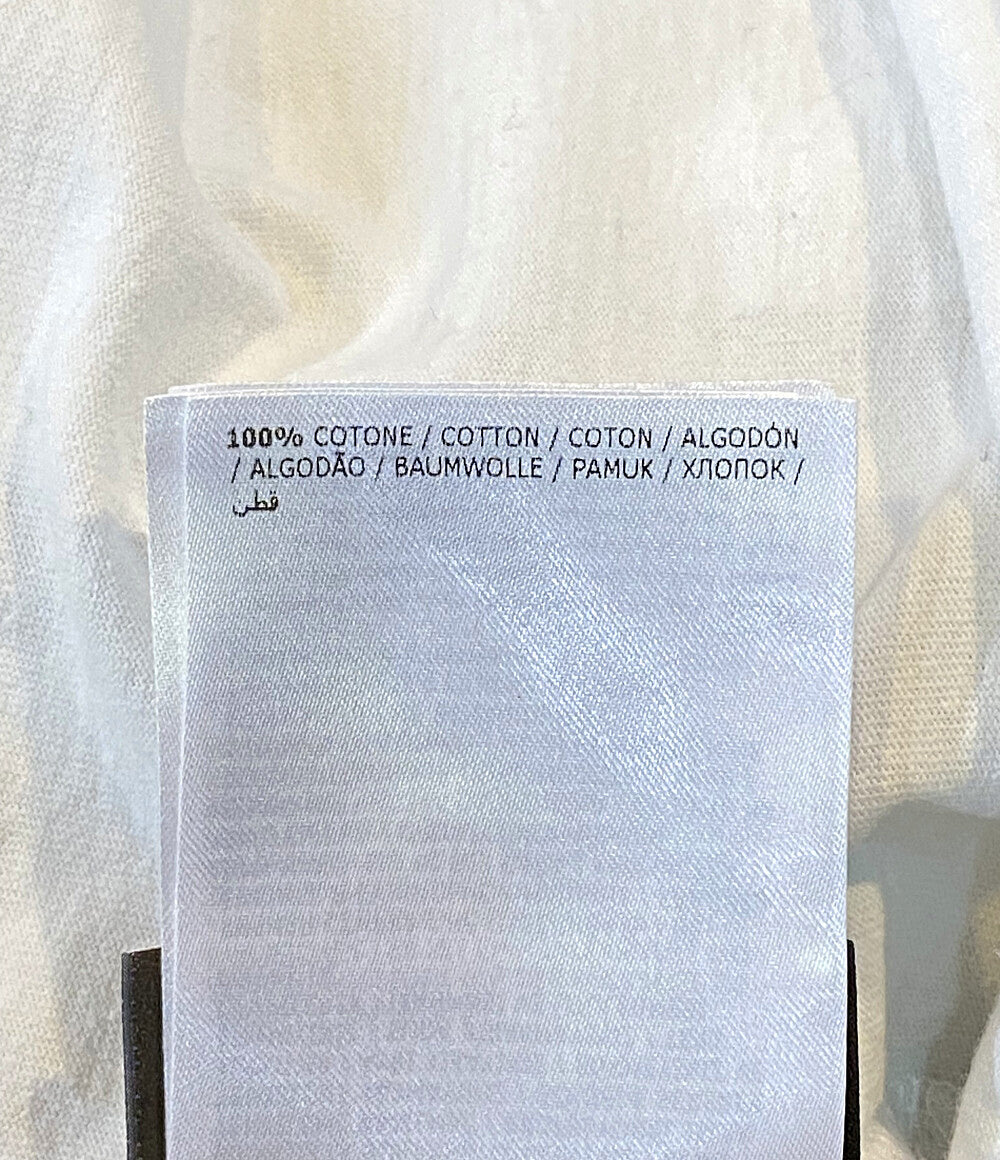 100% COTONE / COTTON / COTON / ALGODÓN
/ ALGODÃO / BAUMWOLLE / PAMUK / ХЛОПОК /
قطن